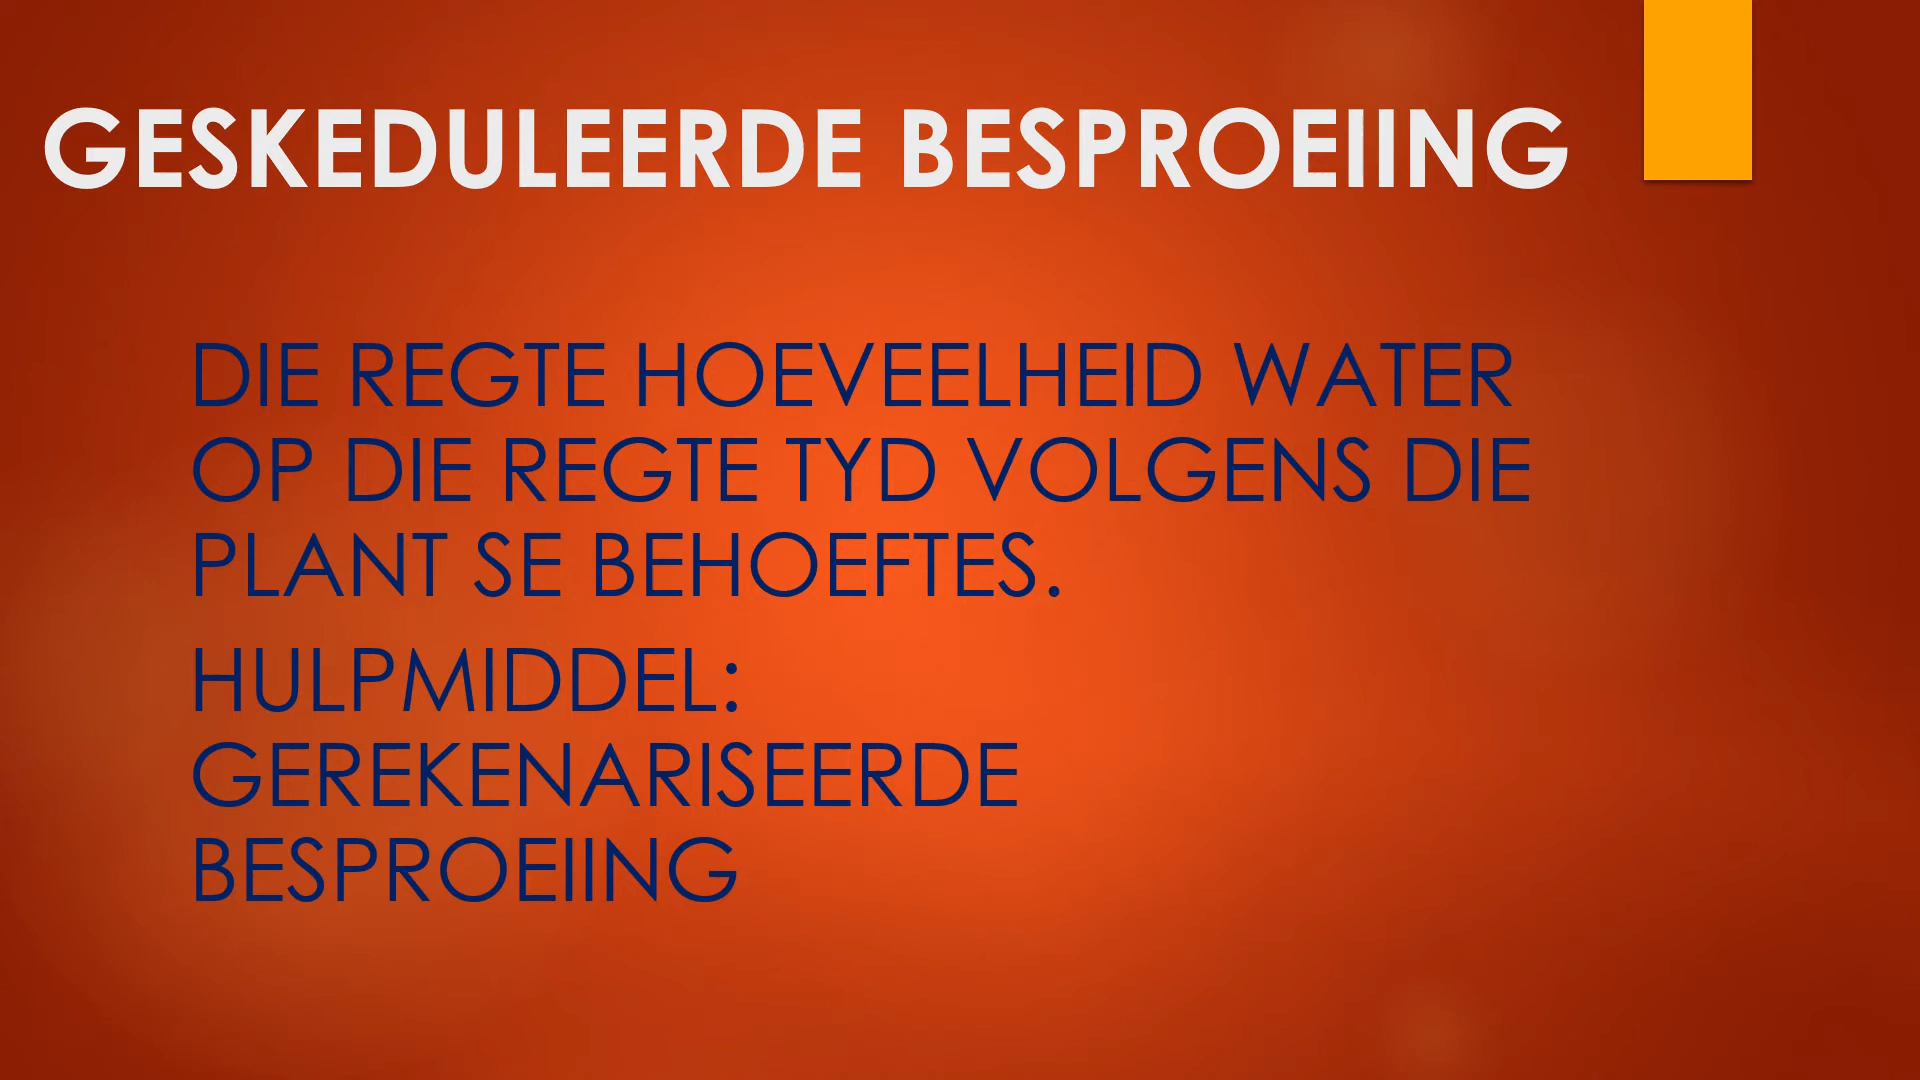 GESKEDULEERDE BESPROEIING
DIE REGTE HOEVEELHEID WATER
OP DIE REGTE TYD VOLGENS DIE
PLANT SE BEHOEFTES.
HULPMIDDEL:
GEREKENARISEERDE
BESPROEIING